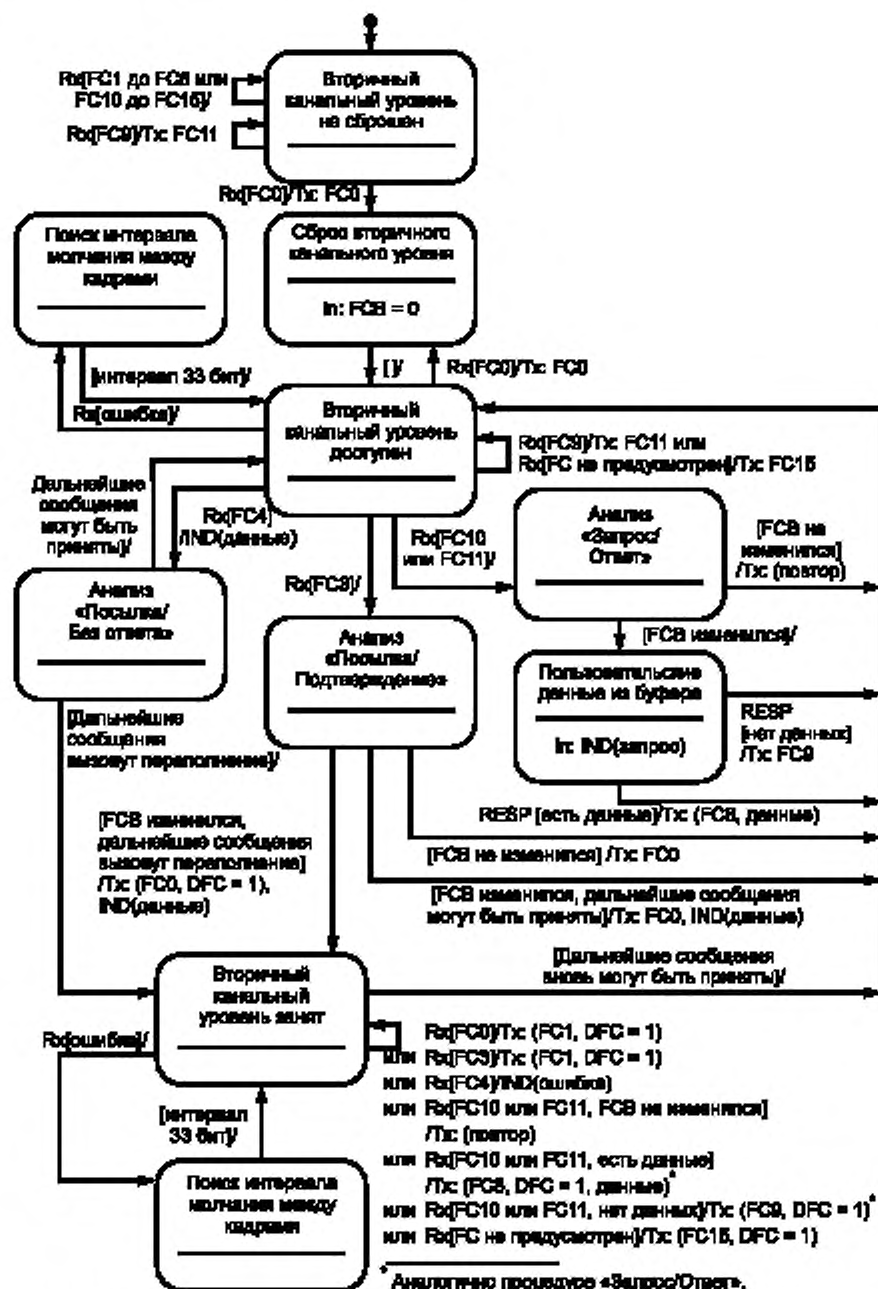 Rx[FC1 до FC8 или
FC10 до FC15]/
Rx[FC9]/Tx: FC11
Вторичный
канальный уровень
не сброшен
Rx[FC0]/Tx: FC0
Поиск интервала
молчания между
кадрами
Сброс вторичного
канального уровня
In: FCB = 0
[интервал 33 бит]/
Rx[ошибка]/
[ ]/
Rx[FC0]/Tx: FC0
Вторичный
канальный уровень
доступен
Rx[FC9]/Tx: FC11 или
Rx[FC не предусмотрен]/Tx: FC15
Дальнейшие
сообщения
могут быть
приняты]/
Rx[FC4]
/IND(данные)
Rx[FC3]/
Rx[FC10
или FC11]/
Анализ
«Запрос/
Ответ»
[FCB не
изменился]
/Tx: (повтор)
Анализ
«Посылка/
Без ответа»
Анализ
«Посылка/
Подтверждение»
[FCB изменился]/
Пользовательские
данные из буфера
In: IND(запрос)
RESP
[нет данных]
/Tx: FC9
[Дальнейшие
сообщения
вызовут переполнение]/
RESP [есть данные]/Tx: (FC8, данные)
[FCB изменился,
дальнейшие сообщения
вызовут переполнение]
/Tx: (FC0, DFC = 1),
IND(данные)
[FCB не изменился] /Tx: FC0
[FCB изменился, дальнейшие сообщения
могут быть приняты]/Tx: FC0, IND(данные)
Вторичный
канальный
уровень занят
[Дальнейшие сообщения
вновь могут быть приняты]/
Rx[ошибка]/
[интервал
33 бит]/
Поиск интервала
молчания между
кадрами
Rx[FC0]/Tx: (FC1, DFC = 1)
или Rx[FC3]/Tx: (FC1, DFC = 1)
или Rx[FC4]/IND(ошибка)
или Rx[FC10 или FC11, FCB не изменился]
/Tx: (повтор)
или Rx[FC10 или FC11, есть данные]
/Tx: (FC8, DFC = 1, данные)*
или Rx[FC10 или FC11, нет данных]/Tx: (FC9, DFC = 1)*
или Rx[FC не предусмотрен]/Tx: (FC15, DFC = 1)
* Аналогично процедуре «Запрос/Ответ».